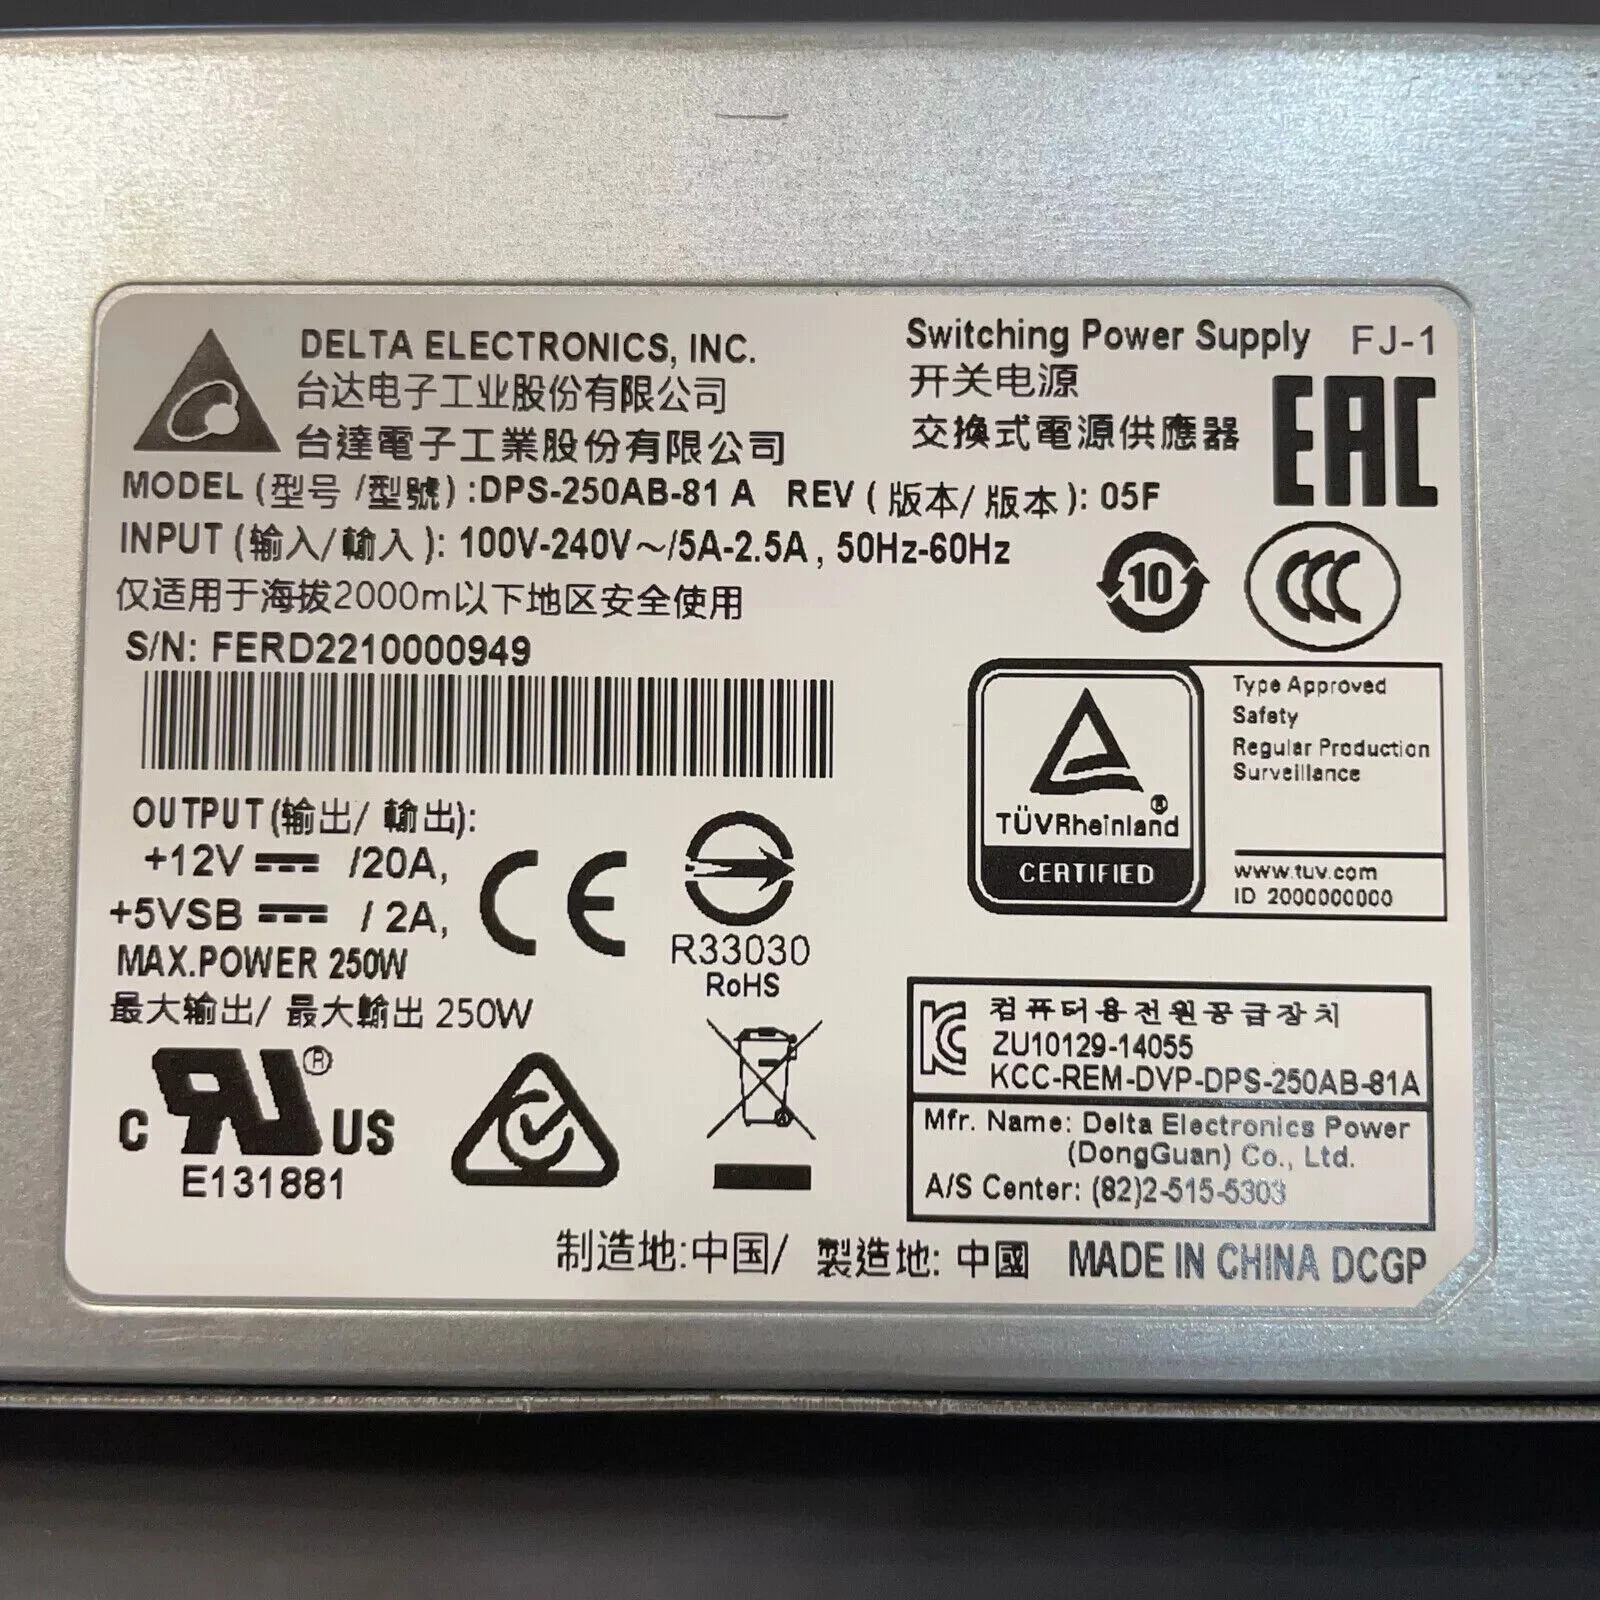 DELTA ELECTRONICS, INC.
台达电子工业股份有限公司
台達電子工業股份有限公司
Switching Power Supply FJ-1
开关电源
交換式電源供應器
EAC
MODEL (型号 /型號) :DPS-250AB-81 A REV ( 版本/ 版本 ): 05F
INPUT (输入/輸入 ): 100V-240V～/5A-2.5A , 50Hz-60Hz
仅适用于海拔2000m以下地区安全使用
10
CCC
S/N: FERD2210000949
OUTPUT (输出/ 輸出):
+12V ⎓ /20A,
+5VSB ⎓ / 2A,
MAX.POWER 250W
最大输出/ 最大輸出 250W
CE
R33030
RoHS
TÜVRheinland®
CERTIFIED
Type Approved
Safety
Regular Production
Surveillance
www.tuv.com
ID 2000000000
컴퓨터용전원공급장치
ZU10129-14055
KCC-REM-DVP-DPS-250AB-81A
Mfr. Name: Delta Electronics Power
(DongGuan) Co., Ltd.
A/S Center: (82)2-515-5303
C RU® US
E131881
制造地:中国/ 製造地: 中國 MADE IN CHINA DCGP